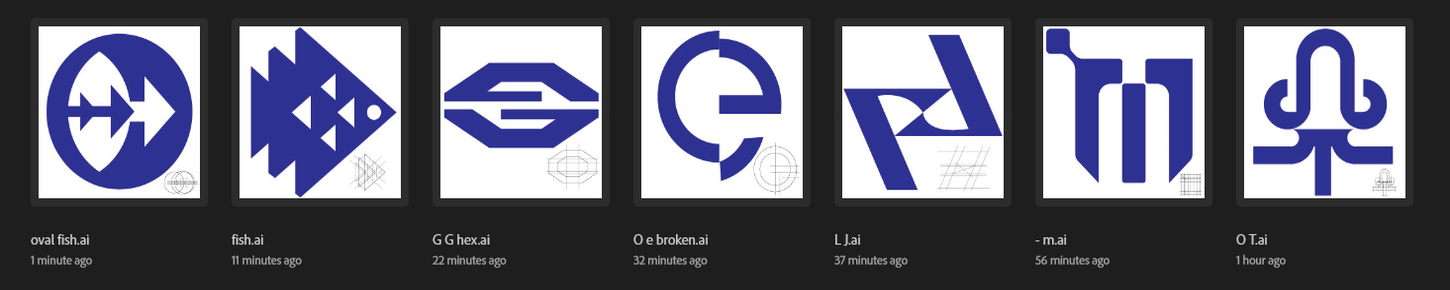 oval fish.ai
1 minute ago
fish.ai
11 minutes ago
G G hex.ai
22 minutes ago
O e broken.ai
32 minutes ago
L J.ai
37 minutes ago
- m.ai
56 minutes ago
O T.ai
1 hour ago